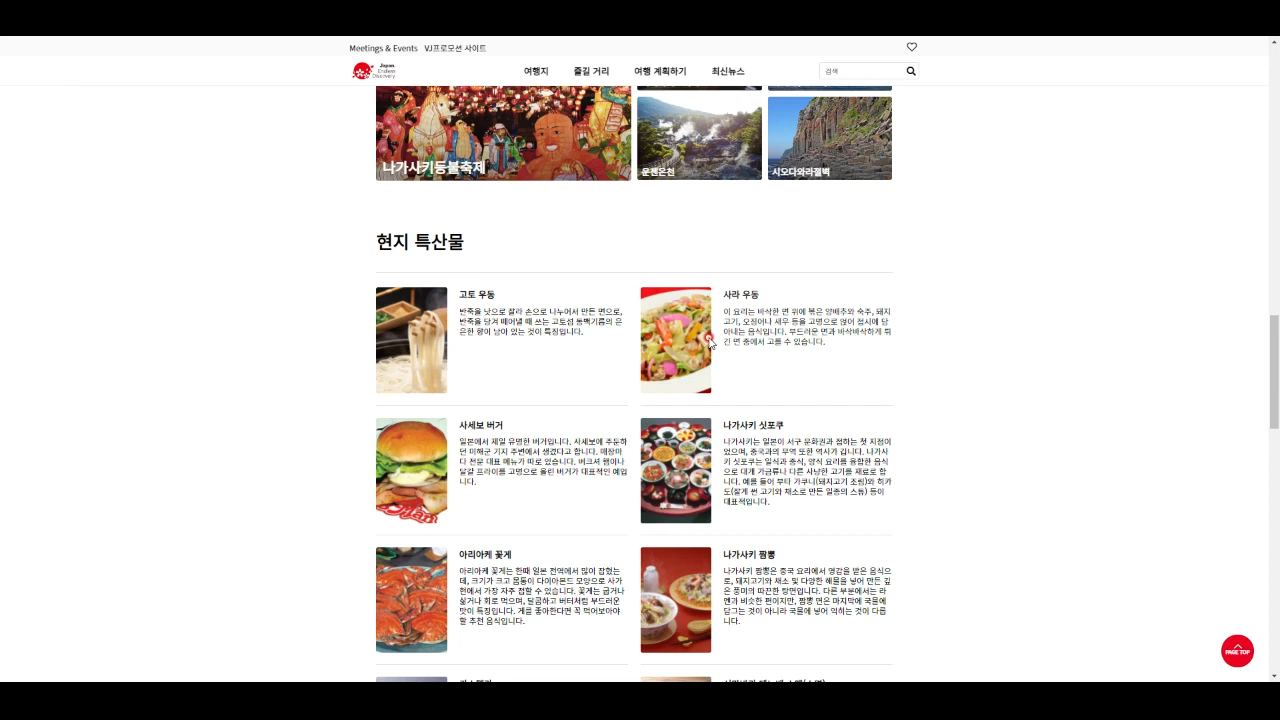 Meetings & Events VJ프로모션 사이트
Japan.
Endless
Discovery.
여행지 즐길 거리 여행 계획하기 최신뉴스
검색
나가사키등불축제
운젠온천
시오다와라절벽
현지 특산물
고토 우동
반죽을 낫으로 잘라 손으로 나누어서 만든 면으로,
반죽을 당겨 떼어낼 때 쓰는 고토섬 동백기름의 은
은한 향이 남아 있는 것이 특징입니다.
사라 우동
이 요리는 바삭한 면 위에 볶은 양배추와 숙주, 돼지
고기, 오징어나 새우 등을 고명으로 얹어 접시에 담
아내는 음식입니다. 부드러운 면과 바삭바삭하게 튀
긴 면 중에서 고를 수 있습니다.
사세보 버거
일본에서 제일 유명한 버거입니다. 사세보에 주둔하
던 미해군 기지 주변에서 생겼다고 합니다. 매장마
다 전문 대표 메뉴가 따로 있습니다. 버크셔 햄이나
달걀 프라이를 고명으로 올린 버거가 대표적인 예입
니다.
나가사키 싯포쿠
나가사키는 일본이 서구 문화권과 접하는 첫 지점이
었으며, 중국과의 무역 또한 역사가 깁니다. 나가사
키 싯포쿠는 일식과 중식, 양식 요리를 융합한 음식
으로 대개 가금류나 다른 사냥한 고기를 재료로 합
니다. 예를 들어 부타 가쿠니(돼지고기 조림)와 히카
도(잘게 썬 고기와 채소로 만든 일종의 스튜) 등이
대표적입니다.
아리아케 꽃게
아리아케 꽃게는 한때 일본 전역에서 많이 잡혔는
데, 크기가 크고 몸통이 다이아몬드 모양으로 사가
현에서 가장 자주 접할 수 있습니다. 꽃게는 굽거나
삶거나 회로 먹으며, 달콤하고 버터처럼 부드러운
맛이 특징입니다. 게를 좋아한다면 꼭 먹어보아야
할 추천 음식입니다.
나가사키 짬뽕
나가사키 짬뽕은 중국 요리에서 영감을 받은 음식으
로, 돼지고기와 채소 및 다양한 해물을 넣어 만든 깊
은 풍미의 따끈한 탕면입니다. 다른 부분에서는 라
멘과 비슷한 편이지만, 짬뽕 면은 마지막에 국물에
담그는 것이 아니라 국물에 넣어 익히는 것이 다릅
니다.
PAGE TOP